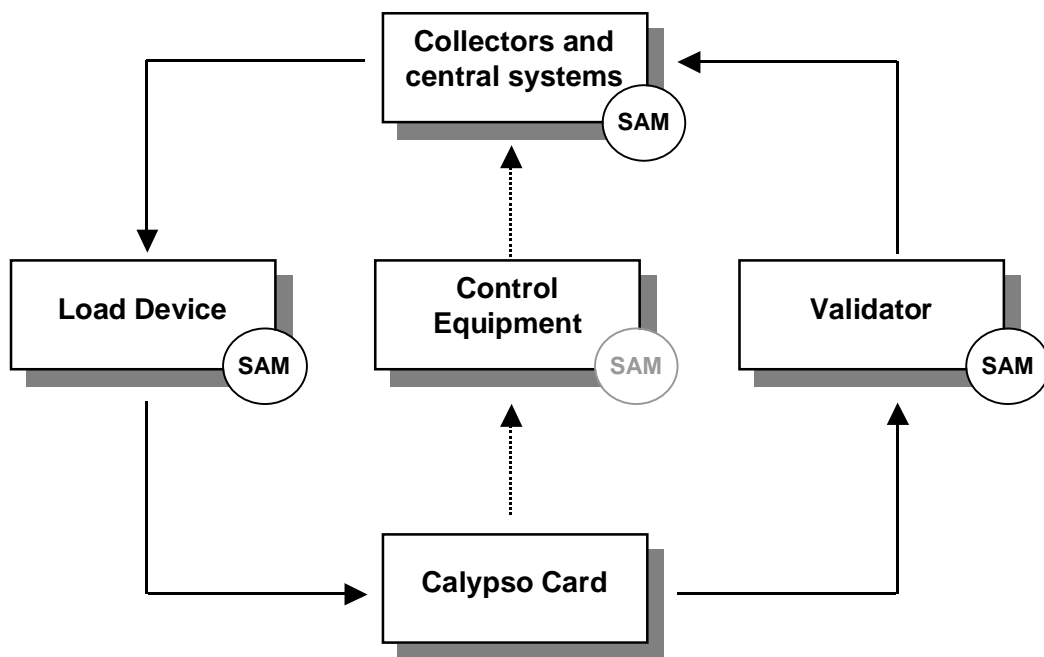 Collectors and
central systems
SAM
Load Device
SAM
Control
Equipment
SAM
Validator
SAM
Calypso Card